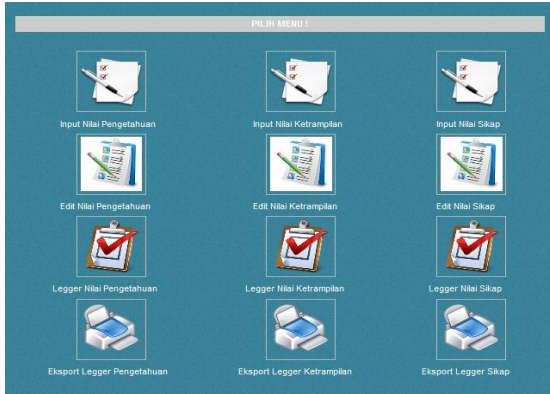 PILIH MENU !
Input Nilai Pengetahuan
Input Nilai Ketrampilan
Input Nilai Sikap
Edit Nilai Pengetahuan
Edit Nilai Ketrampilan
Edit Nilai Sikap
Legger Nilai Pengetahuan
Legger Nilai Ketrampilan
Legger Nilai Sikap
Eksport Legger Pengetahuan
Eksport Legger Ketrampilan
Eksport Legger Sikap